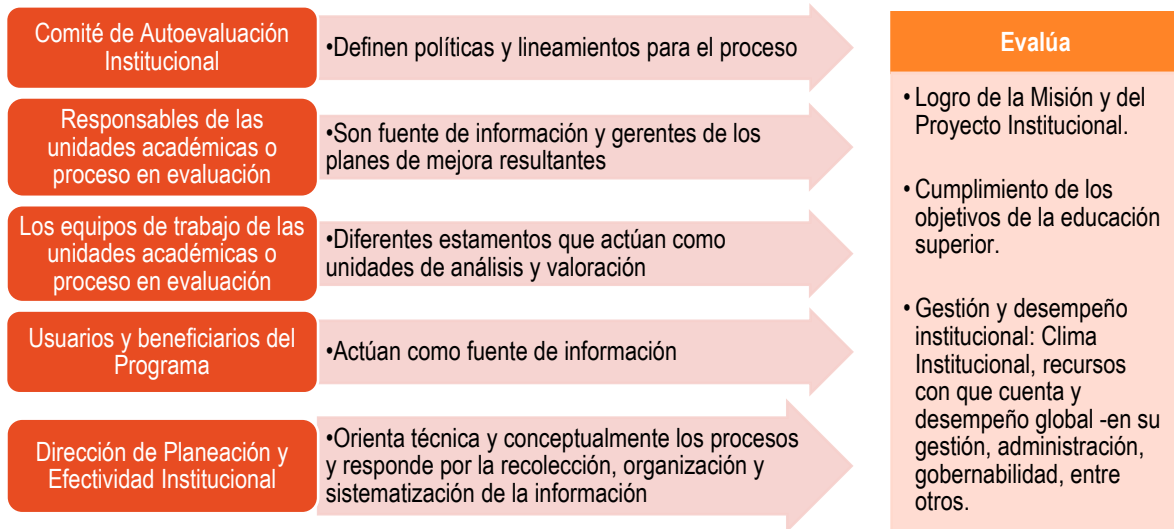 Comité de Autoevaluación
Institucional
•Definen políticas y lineamientos para el proceso
Responsables de las
unidades académicas o
proceso en evaluación
•Son fuente de información y gerentes de los
planes de mejora resultantes
Los equipos de trabajo de las
unidades académicas o
proceso en evaluación
•Diferentes estamentos que actúan como
unidades de análisis y valoración
Usuarios y beneficiarios del
Programa
•Actúan como fuente de información
Dirección de Planeación y
Efectividad Institucional
•Orienta técnica y conceptualmente los procesos
y responde por la recolección, organización y
sistematización de la información
Evalúa
• Logro de la Misión y del
Proyecto Institucional.
• Cumplimiento de los
objetivos de la educación
superior.
• Gestión y desempeño
institucional: Clima
Institucional, recursos
con que cuenta y
desempeño global -en su
gestión, administración,
gobernabilidad, entre
otros.